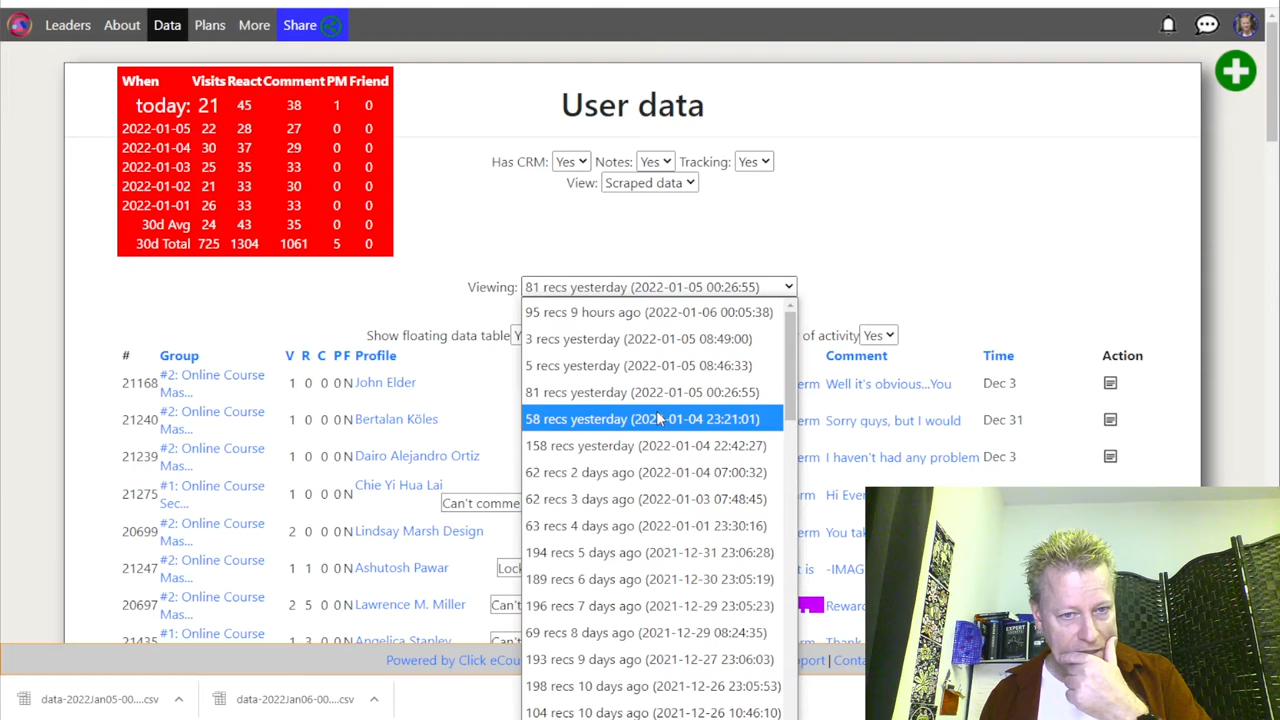 Leaders About Data Plans More Share
When Visits React Comment PM Friend
today: 21 45 38 1 0
2022-01-05 22 28 27 0 0
2022-01-04 30 37 29 0 0
2022-01-03 25 35 33 0 0
2022-01-02 21 33 30 0 0
2022-01-01 26 33 33 0 0
30d Avg 24 43 35 0 0
30d Total 725 1304 1061 5 0
User data
Has CRM: Yes Notes: Yes Tracking: Yes
View: Scraped data
Viewing: 81 recs yesterday (2022-01-05 00:26:55)
95 recs 9 hours ago (2022-01-06 00:05:38)
3 recs yesterday (2022-01-05 08:49:00)
5 recs yesterday (2022-01-05 08:46:33)
81 recs yesterday (2022-01-05 00:26:55)
58 recs yesterday (2022-01-04 23:21:01)
158 recs yesterday (2022-01-04 22:42:27)
62 recs 2 days ago (2022-01-04 07:00:32)
62 recs 3 days ago (2022-01-03 07:48:45)
63 recs 4 days ago (2022-01-01 23:30:16)
194 recs 5 days ago (2021-12-31 23:06:28)
189 recs 6 days ago (2021-12-30 23:05:19)
196 recs 7 days ago (2021-12-29 23:05:23)
69 recs 8 days ago (2021-12-29 08:24:35)
193 recs 9 days ago (2021-12-27 23:06:03)
198 recs 10 days ago (2021-12-26 23:05:53)
104 recs 10 days ago (2021-12-26 10:46:10)
Show floating data table of activity Yes
# Group V R C P F Profile Comment Time Action
21168 #2: Online Course Mas... 1 0 0 0 N John Elder erm Well it's obvious...You Dec 3
21240 #2: Online Course Mas... 1 0 0 0 N Bertalan Köles erm Sorry guys, but I would Dec 31
21239 #2: Online Course Mas... 1 0 0 0 N Dairo Alejandro Ortiz erm I haven't had any problem Dec 3
21275 #1: Online Course Sec... 1 0 0 0 N Chie Yi Hua Lai Can't comme erm Hi Ever
20699 #2: Online Course Mas... 2 0 0 0 N Lindsay Marsh Design erm You tak
21247 #2: Online Course Mas... 1 1 0 0 N Ashutosh Pawar Lock t is -IMAG
20697 #2: Online Course Mas... 2 5 0 0 N Lawrence M. Miller Can't Rewar
21435 #1: Online Course 1 3 0 0 N Angelica Stanley Can't erm Thank
Powered by Click eCou pport | Conta
data-2022Jan05-00....csv data-2022Jan06-00....csv
EXPERT